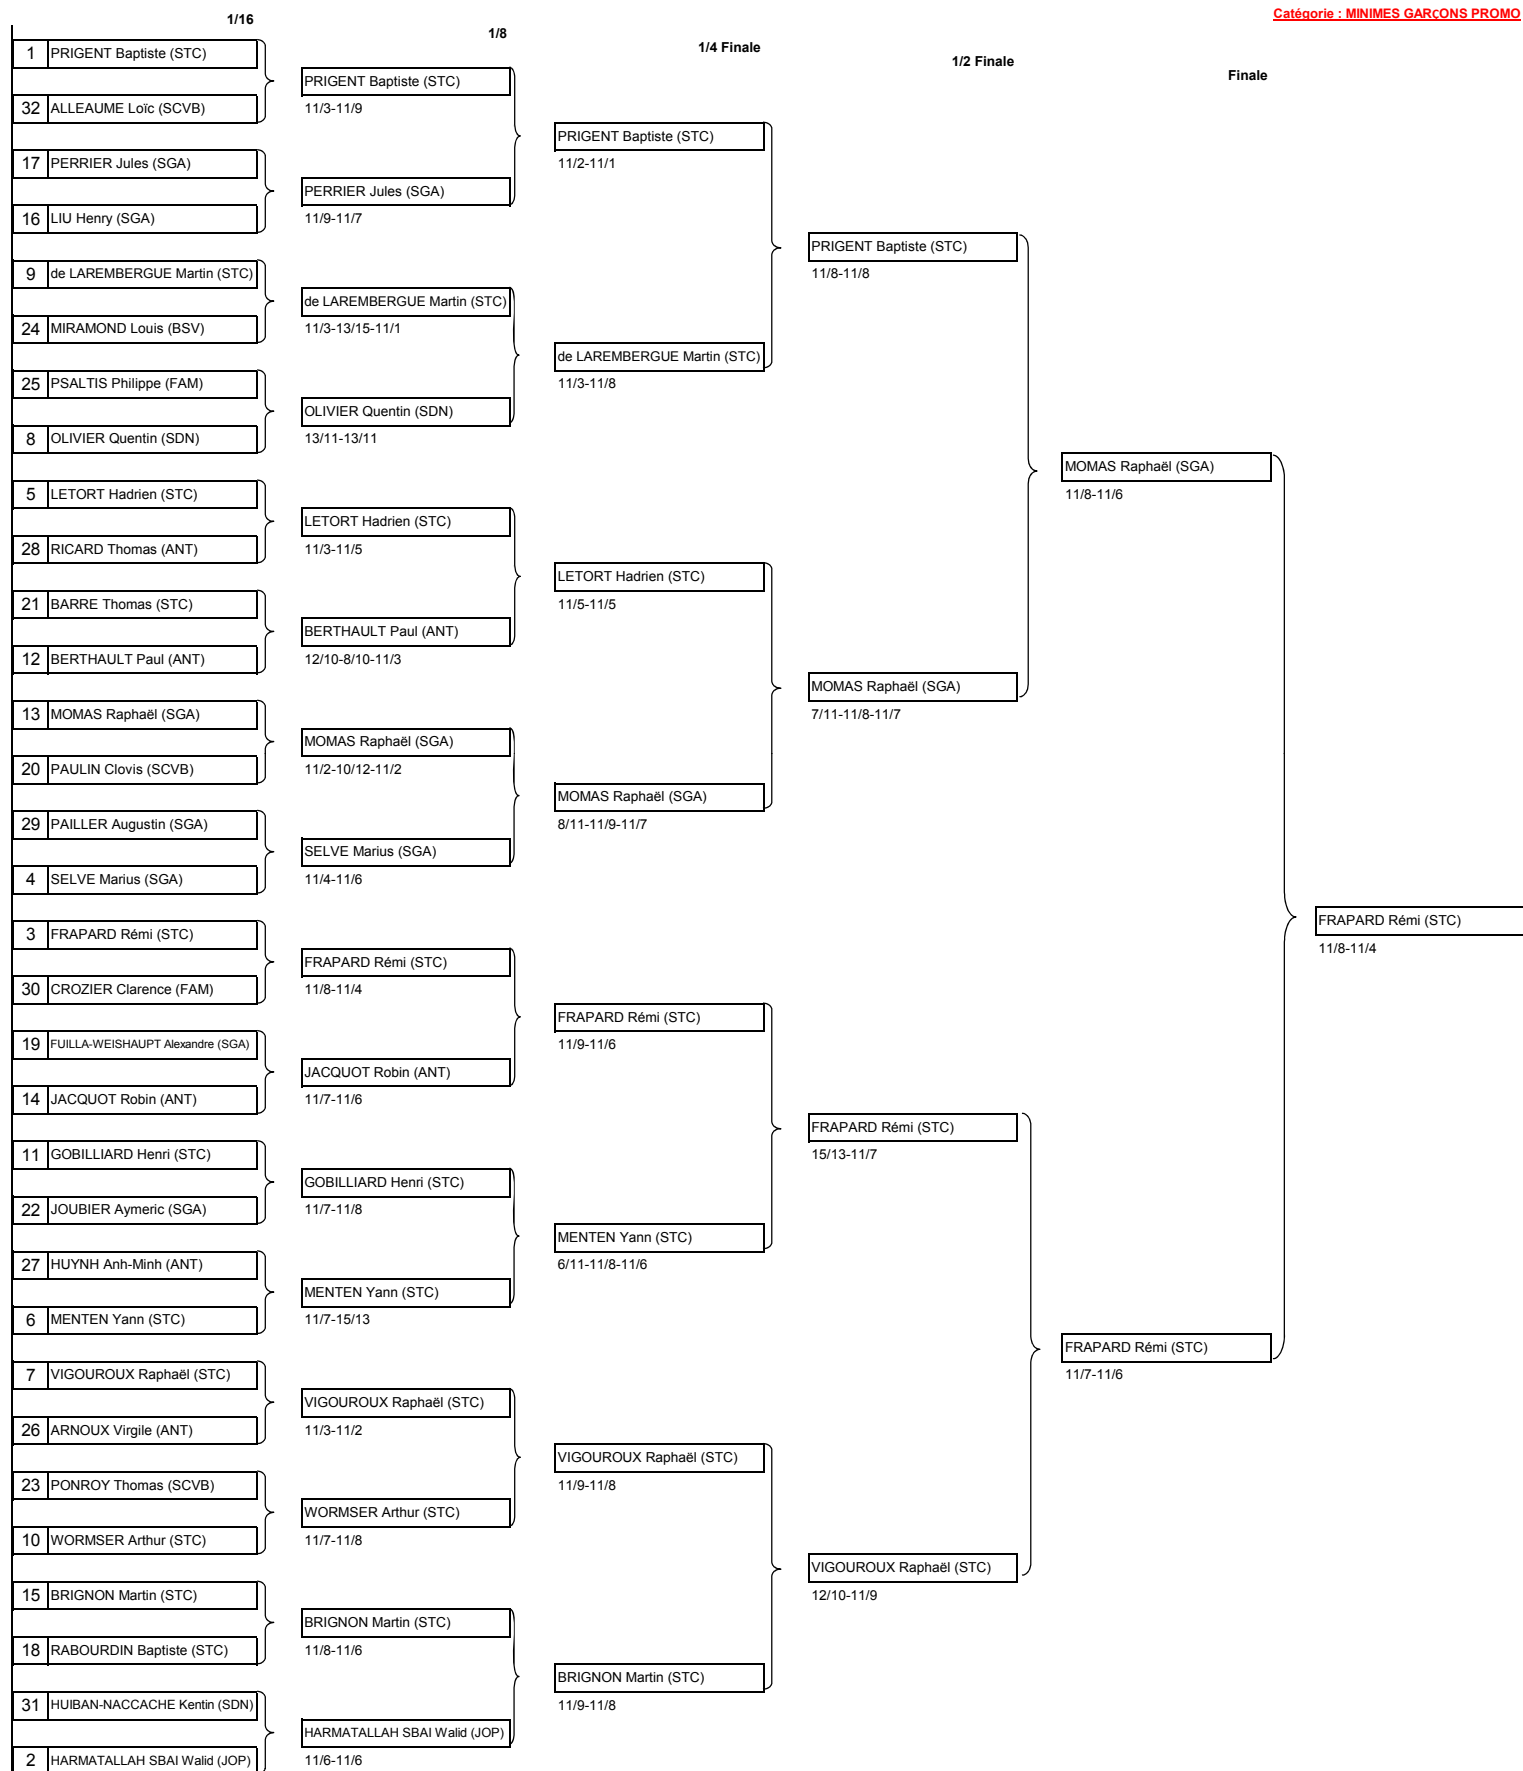 Catégorie : MINIMES GARçONS PROMO
1/16
1/8
1/4 Finale
1/2 Finale
Finale
1 PRIGENT Baptiste (STC)
32 ALLEAUME Loïc (SCVB)
17 PERRIER Jules (SGA)
16 LIU Henry (SGA)
9 de LAREMBERGUE Martin (STC)
24 MIRAMOND Louis (BSV)
25 PSALTIS Philippe (FAM)
8 OLIVIER Quentin (SDN)
5 LETORT Hadrien (STC)
28 RICARD Thomas (ANT)
21 BARRE Thomas (STC)
12 BERTHAULT Paul (ANT)
13 MOMAS Raphaël (SGA)
20 PAULIN Clovis (SCVB)
29 PAILLER Augustin (SGA)
4 SELVE Marius (SGA)
3 FRAPARD Rémi (STC)
30 CROZIER Clarence (FAM)
19 FUILLA-WEISHAUPT Alexandre (SGA)
14 JACQUOT Robin (ANT)
11 GOBILLIARD Henri (STC)
22 JOUBIER Aymeric (SGA)
27 HUYNH Anh-Minh (ANT)
6 MENTEN Yann (STC)
7 VIGOUROUX Raphaël (STC)
26 ARNOUX Virgile (ANT)
23 PONROY Thomas (SCVB)
10 WORMSER Arthur (STC)
15 BRIGNON Martin (STC)
18 RABOURDIN Baptiste (STC)
31 HUIBAN-NACCACHE Kentin (SDN)
2 HARMATALLAH SBAI Walid (JOP)
PRIGENT Baptiste (STC)
11/3-11/9
PERRIER Jules (SGA)
11/9-11/7
de LAREMBERGUE Martin (STC)
11/3-13/15-11/1
OLIVIER Quentin (SDN)
13/11-13/11
LETORT Hadrien (STC)
11/3-11/5
BERTHAULT Paul (ANT)
12/10-8/10-11/3
MOMAS Raphaël (SGA)
11/2-10/12-11/2
SELVE Marius (SGA)
11/4-11/6
FRAPARD Rémi (STC)
11/8-11/4
JACQUOT Robin (ANT)
11/7-11/6
GOBILLIARD Henri (STC)
11/7-11/8
MENTEN Yann (STC)
11/7-15/13
VIGOUROUX Raphaël (STC)
11/3-11/2
WORMSER Arthur (STC)
11/7-11/8
BRIGNON Martin (STC)
11/8-11/6
HARMATALLAH SBAI Walid (JOP)
11/6-11/6
PRIGENT Baptiste (STC)
11/2-11/1
de LAREMBERGUE Martin (STC)
11/3-11/8
LETORT Hadrien (STC)
11/5-11/5
MOMAS Raphaël (SGA)
8/11-11/9-11/7
FRAPARD Rémi (STC)
11/9-11/6
MENTEN Yann (STC)
6/11-11/8-11/6
VIGOUROUX Raphaël (STC)
11/9-11/8
BRIGNON Martin (STC)
11/9-11/8
PRIGENT Baptiste (STC)
11/8-11/8
MOMAS Raphaël (SGA)
7/11-11/8-11/7
FRAPARD Rémi (STC)
15/13-11/7
VIGOUROUX Raphaël (STC)
12/10-11/9
MOMAS Raphaël (SGA)
11/8-11/6
FRAPARD Rémi (STC)
11/7-11/6
FRAPARD Rémi (STC)
11/8-11/4